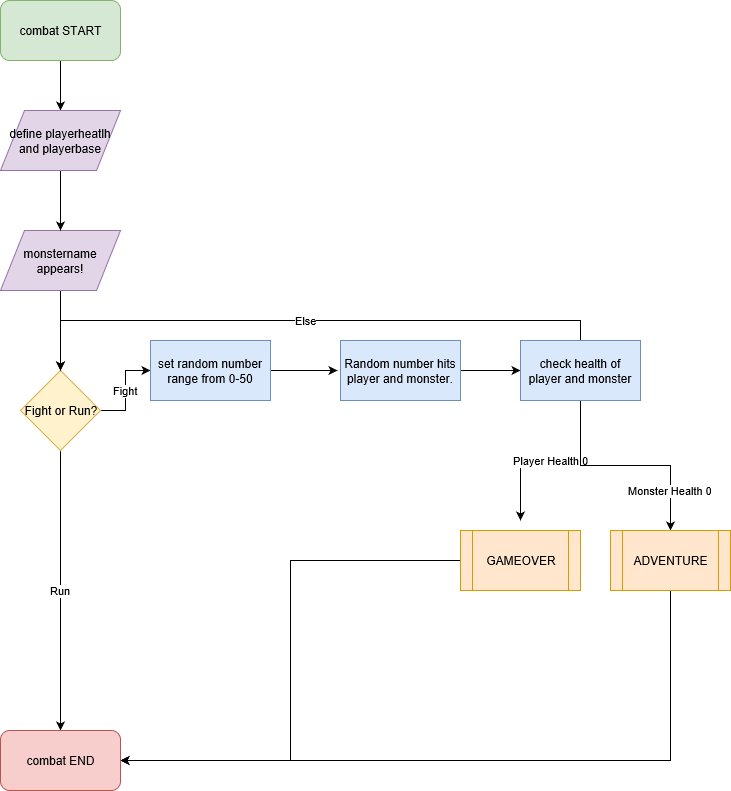 combat START
define playerheatlh
and playerbase
monstername
appears!
Else
set random number
range from 0-50
Random number hits
player and monster.
check health of
player and monster
Fight
Fight or Run?
Player Health 0
Monster Health 0
GAMEOVER
ADVENTURE
Run
combat END